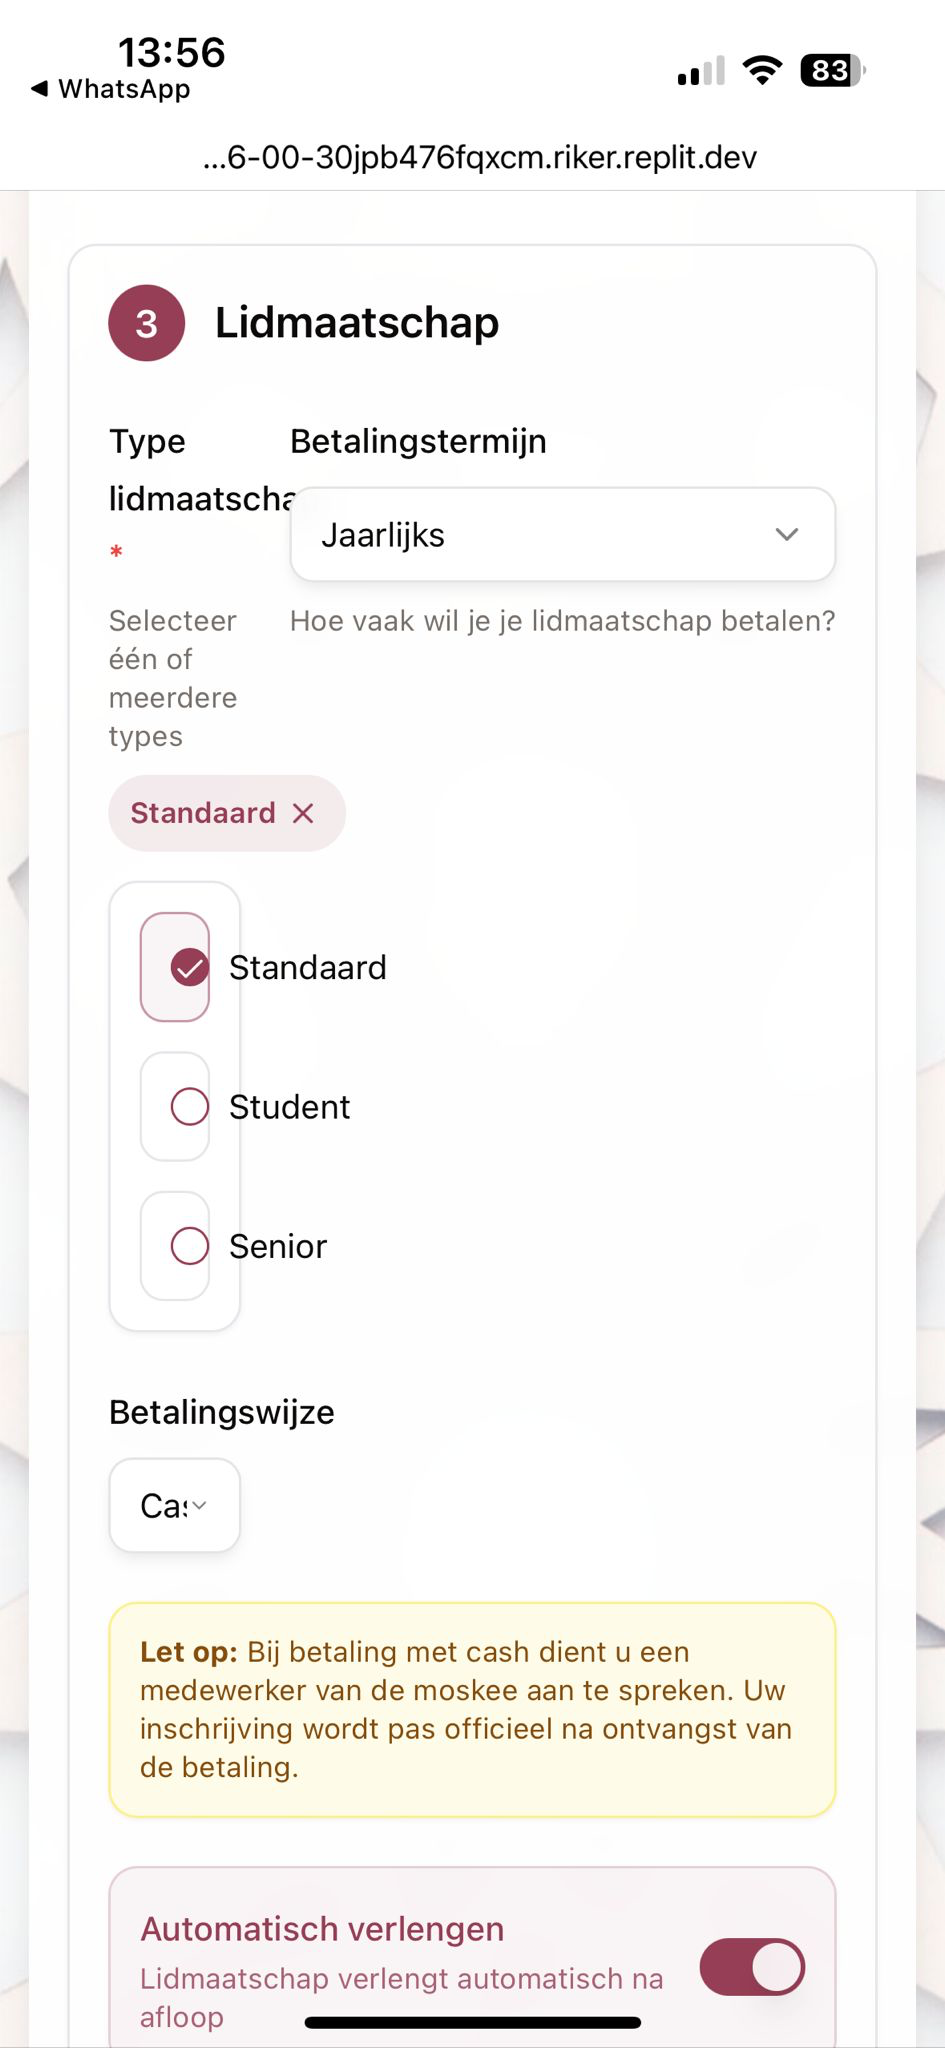 13:56
◀ WhatsApp
83
...6-00-30jpb476fqxcm.riker.replit.dev
3 Lidmaatschap
Type
lidmaatscha
*
Selecteer
één of
meerdere
types
Betalingstermijn
Jaarlijks
Hoe vaak wil je je lidmaatschap betalen?
Standaard ×
Standaard
Student
Senior
Betalingswijze
Cas
Let op: Bij betaling met cash dient u een
medewerker van de moskee aan te spreken. Uw
inschrijving wordt pas officieel na ontvangst van
de betaling.
Automatisch verlengen
Lidmaatschap verlengt automatisch na
afloop